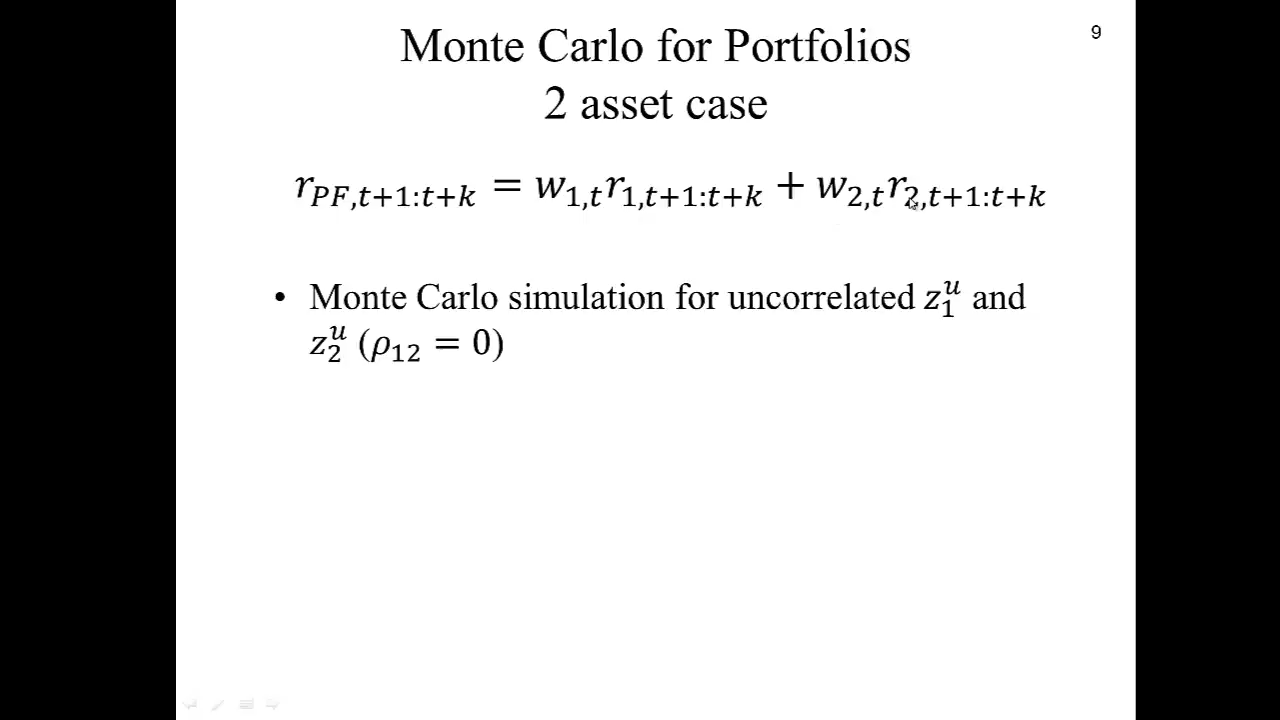 9
Monte Carlo for Portfolios
2 asset case
$r_{PF,t+1:t+k} = w_{1,t}r_{1,t+1:t+k} + w_{2,t}r_{2,t+1:t+k}$
• Monte Carlo simulation for uncorrelated $z_1^u$ and
$z_2^u$ ($\rho_{12} = 0$)